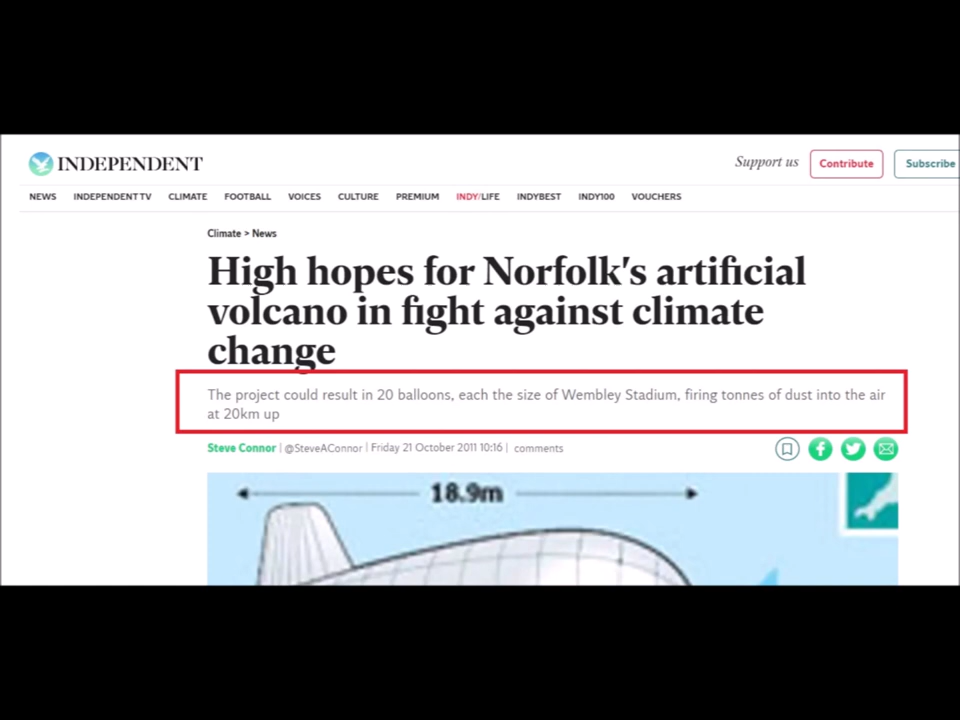 INDEPENDENT
Support us
Contribute
Subscribe
NEWS INDEPENDENT TV CLIMATE FOOTBALL VOICES CULTURE PREMIUM INDY/LIFE INDYBEST INDY100 VOUCHERS
Climate > News
High hopes for Norfolk's artificial
volcano in fight against climate
change
The project could result in 20 balloons, each the size of Wembley Stadium, firing tonnes of dust into the air
at 20km up
Steve Connor | @SteveAConnor | Friday 21 October 2011 10:16 | comments
18.9m